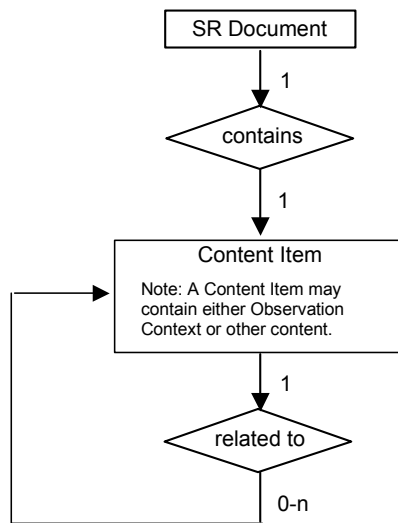 SR Document
1
contains
1
Content Item
Note: A Content Item may
contain either Observation
Context or other content.
1
related to
0-n